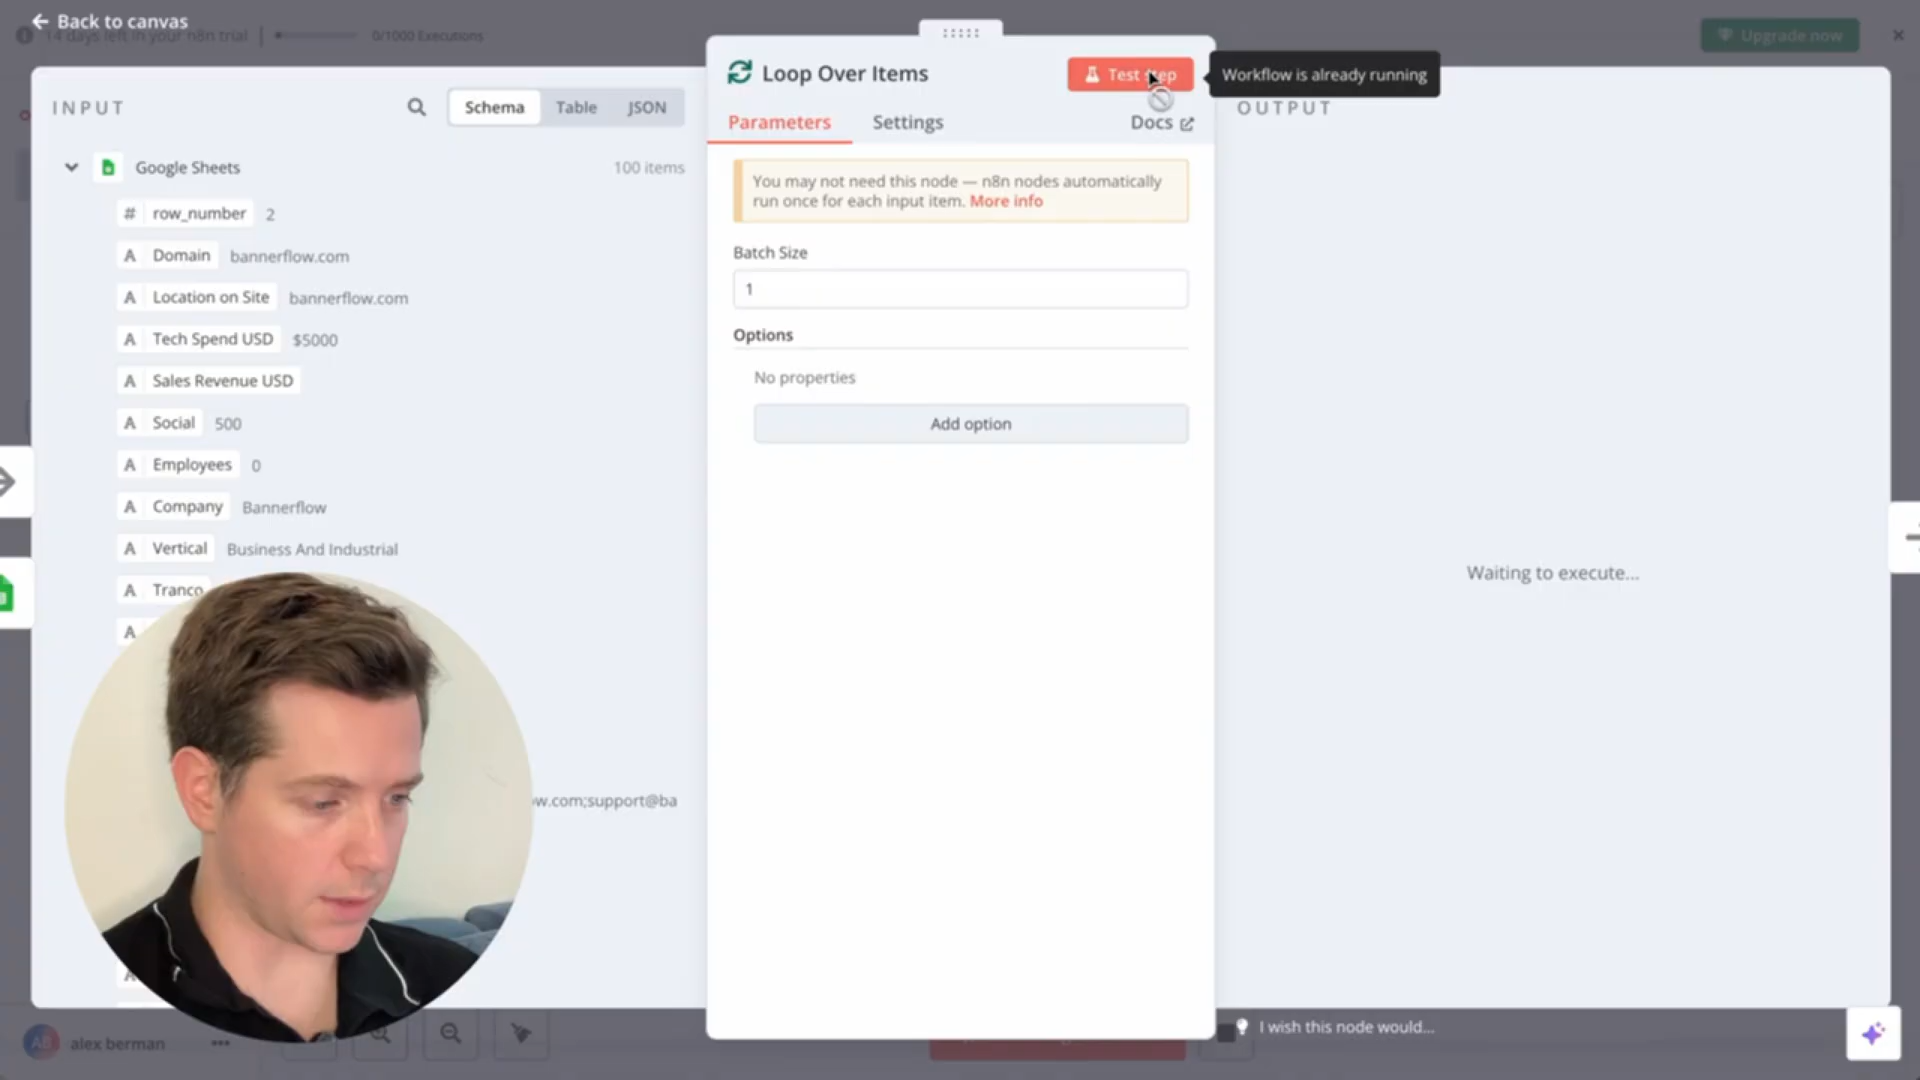 Back to canvas
14 days left in your n8n trial
0/1000 Executions
Upgrade now
INPUT
Schema
Table
JSON
Google Sheets
100 items
# row_number 2
A Domain bannerflow.com
A Location on Site bannerflow.com
A Tech Spend USD $5000
A Sales Revenue USD
A Social 500
A Employees 0
A Company Bannerflow
A Vertical Business And Industrial
A Tranco
A
w.com;support@ba
A
Loop Over Items
Test step
Workflow is already running
Parameters
Settings
Docs
You may not need this node — n8n nodes automatically
run once for each input item. More info
Batch Size
1
Options
No properties
Add option
OUTPUT
Waiting to execute...
I wish this node would...
AB
alex berman